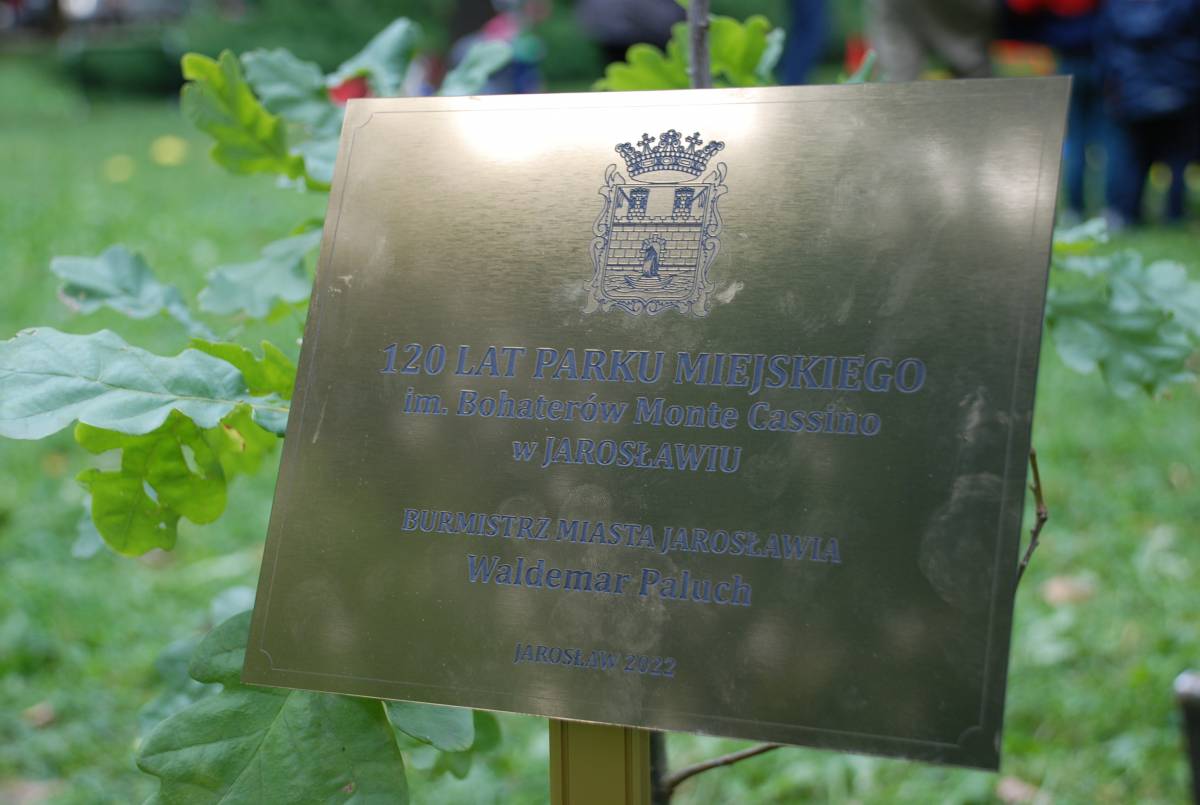 120 LAT PARKU MIEJSKIEGO
im. Bohaterów Monte Cassino
w JAROSŁAWIU
BURMISTRZ MIASTA JAROSŁAWIA
Waldemar Paluch
JAROSŁAW 2022